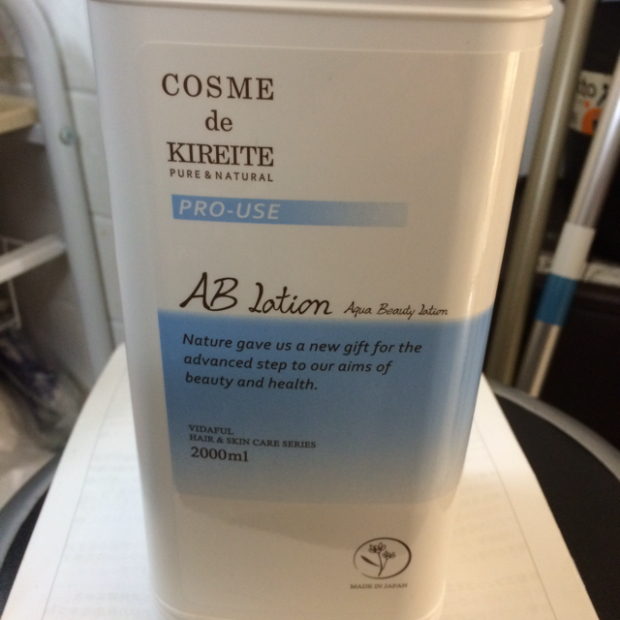 COSME
de
KIREITE
PURE & NATURAL
PRO-USE
AB Lotion Aqua Beauty Lotion
Nature gave us a new gift for the
advanced step to our aims of
beauty and health.
VIDAFUL
HAIR & SKIN CARE SERIES
2000ml
MADE IN JAPAN